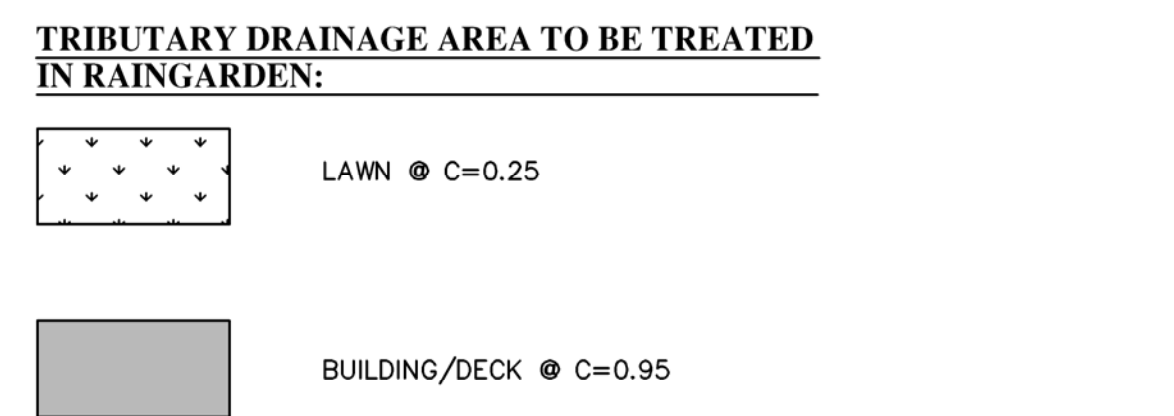 TRIBUTARY DRAINAGE AREA TO BE TREATED
IN RAINGARDEN:
LAWN @ C=0.25
BUILDING/DECK @ C=0.95